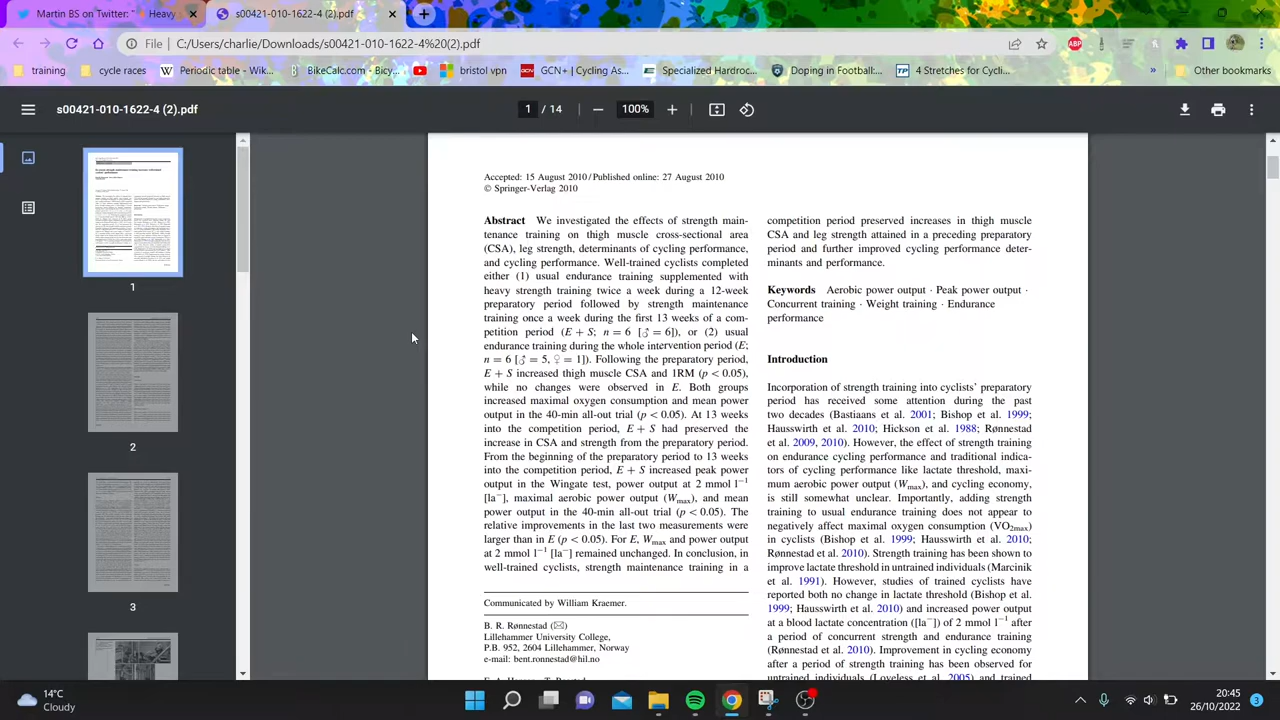 Martin BS on Twitter: " Heavy
s00421-010-1622-4 (2).pdf
File | C:/Users/charlie/Downloads/s00421-010-1622-4%20(2).pdf
training
cycle races
Periodic table - Wik...
BikeCalc.com - Bicy...
bristol vpn
GCN+ | Cycling As...
Specialized Hardroc...
Doping in Football:...
4 Stretches for Cycli...
Other bookmarks
s00421-010-1622-4 (2).pdf
1 / 14
100%
1
2
3
Accepted: 15 August 2010 / Published online: 27 August 2010
© Springer-Verlag 2010
Abstract We investigated the effects of strength main-
tenance training on thigh muscle cross-sectional area
(CSA), leg strength, determinants of cycling performance,
and cycling performance. Well-trained cyclists completed
either (1) usual endurance training supplemented with
heavy strength training twice a week during a 12-week
preparatory period followed by strength maintenance
training once a week during the first 13 weeks of a com-
petition period (E + S; n = 6 [♂ = 6]), or (2) usual
endurance training during the whole intervention period (E;
n = 6 [♂ = 5, ♀ = 1]). Following the preparatory period,
E + S increased thigh muscle CSA and 1RM (p < 0.05),
while no changes were observed in E. Both groups
increased maximal oxygen consumption and mean power
output in the 40-min all-out trial (p < 0.05). At 13 weeks
into the competition period, E + S had preserved the
increase in CSA and strength from the preparatory period.
From the beginning of the preparatory period to 13 weeks
into the competition period, E + S increased peak power
output in the Wingate test, power output at 2 mmol l⁻¹
[la⁻], maximal aerobic power output (Wmax), and mean
power output in the 40-min all-out trial (p < 0.05). The
relative improvements in the last two measurements were
larger than in E (p < 0.05). For E, Wmax and power output
at 2 mmol l⁻¹ [la⁻] remained unchanged. In conclusion, in
well-trained cyclists, strength maintenance training in a
Communicated by William Kraemer.
B. R. Rønnestad (✉)
Lillehammer University College,
P.B. 952, 2604 Lillehammer, Norway
e-mail: bent.ronnestad@hil.no
competition period preserved increases in thigh muscle
CSA and leg strength attained in a preceding preparatory
period and further improved cycling performance deter-
minants and performance.
Keywords Aerobic power output · Peak power output ·
Concurrent training · Weight training · Endurance
performance
Introduction
Incorporation of strength training into cyclists' preparatory
period has received some attention during the past
two decades (Bastiaans et al. 2001; Bishop et al. 1999;
Hausswirth et al. 2010; Hickson et al. 1988; Rønnestad
et al. 2009, 2010). However, the effect of strength training
on endurance cycling performance and traditional indica-
tors of cycling performance like lactate threshold, maxi-
mum aerobic power output (Wmax), and cycling economy,
is still somewhat unclear. Importantly, adding strength
training to usual endurance training does not appear to
negatively affect maximal oxygen consumption (VO2max)
in cyclists (Bishop et al. 1999; Hausswirth et al. 2010;
Rønnestad et al. 2010). Strength training has been shown to
improve lactate threshold in untrained individuals (Marcinik
et al. 1991). However, studies of trained cyclists have
reported both no change in lactate threshold (Bishop et al.
1999; Hausswirth et al. 2010) and increased power output
at a blood lactate concentration ([la⁻]) of 2 mmol l⁻¹ after
a period of concurrent strength and endurance training
(Rønnestad et al. 2010). Improvement in cycling economy
after a period of strength training has been observed for
untrained individuals (Loveless et al. 2005) and trained
14°C
Cloudy
20:45
26/10/2022
3